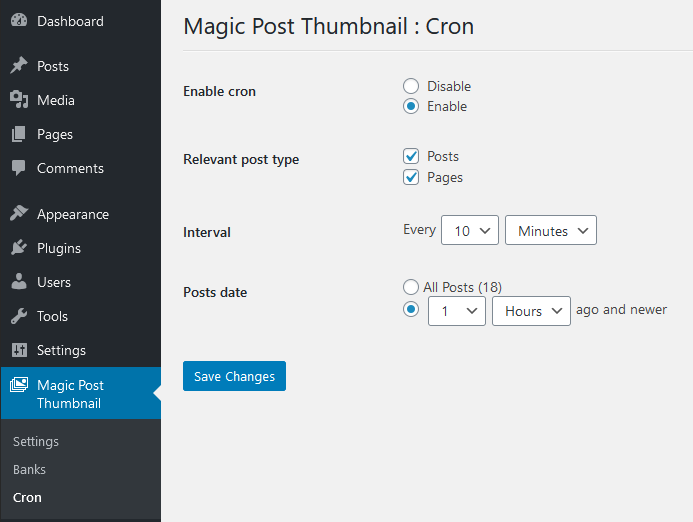 Dashboard
Posts
Media
Pages
Comments
Appearance
Plugins
Users
Tools
Settings
Magic Post
Thumbnail
Settings
Banks
Cron
Magic Post Thumbnail : Cron
Enable cron
Disable
Enable
Relevant post type
Posts
Pages
Interval
Every 10 Minutes
Posts date
All Posts (18)
1 Hours ago and newer
Save Changes